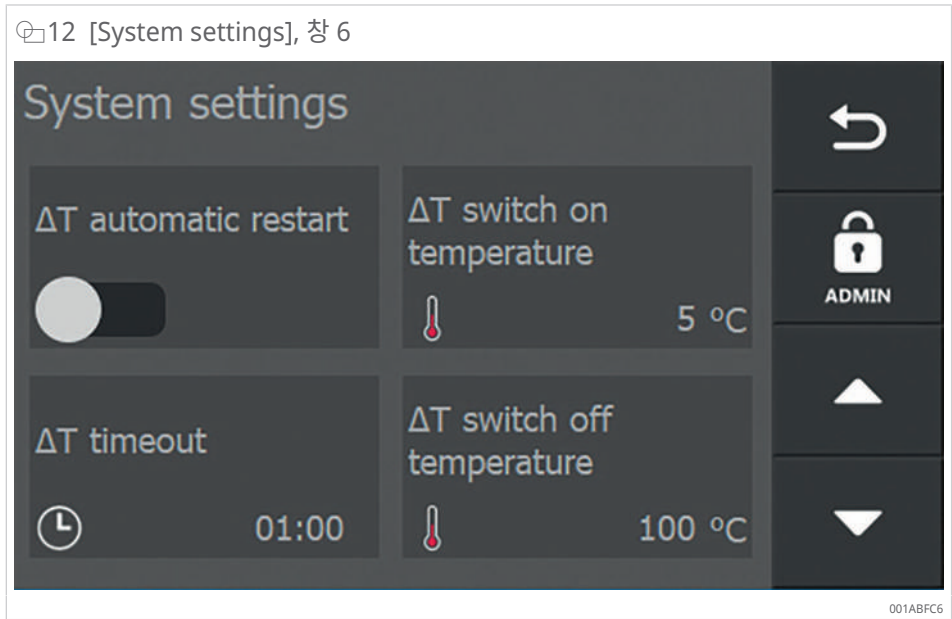 12 [System settings], 창 6
System settings
ΔT automatic restart
ΔT switch on
temperature
5 °C
ADMIN
ΔT timeout
01:00
ΔT switch off
temperature
100 °C
001ABFC6